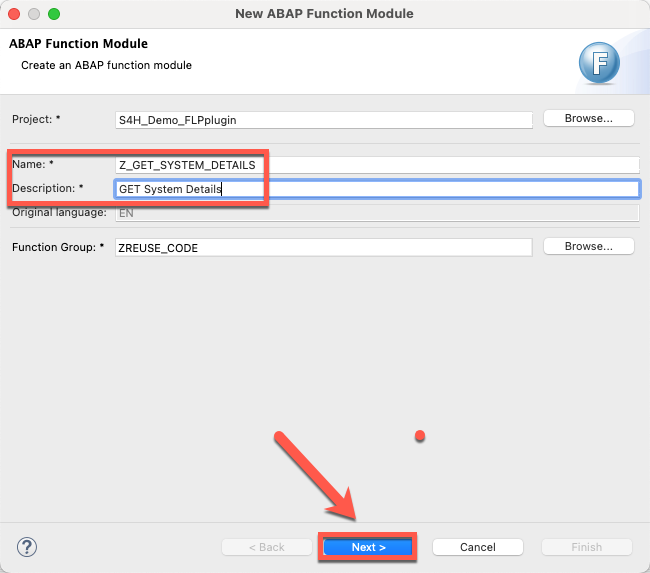 New ABAP Function Module
ABAP Function Module
Create an ABAP function module
F
Project: * S4H_Demo_FLPplugin Browse...
Name: * Z_GET_SYSTEM_DETAILS
Description: * GET System Details
Original language: EN
Function Group: * ZREUSE_CODE Browse...
? < Back Next > Cancel Finish